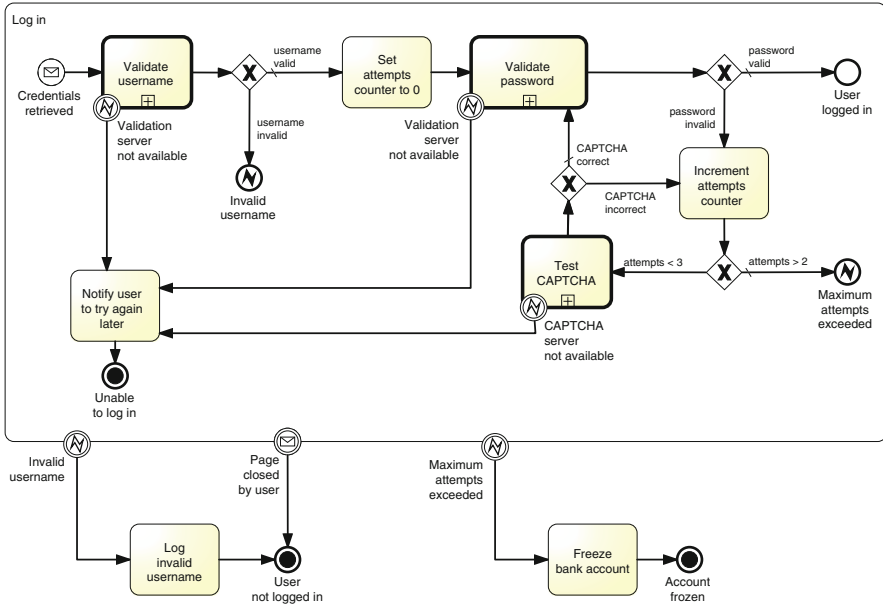 Log in
Validate
username
username
valid
Set
attempts
counter to 0
Validate
password
password
valid
Credentials
retrieved
User
logged in
Validation
server
not available
username
invalid
Validation
server
not available
password
invalid
CAPTCHA
correct
Invalid
username
CAPTCHA
incorrect
Increment
attempts
counter
Notify user
to try again
later
Test
CAPTCHA
attempts < 3
attempts > 2
Maximum
attempts
exceeded
CAPTCHA
server
not available
Unable
to log in
Invalid
username
Page
closed
by user
Maximum
attempts
exceeded
Log
invalid
username
User
not logged in
Freeze
bank account
Account
frozen